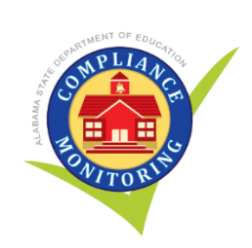 ALABAMA STATE DEPARTMENT OF EDUCATION
COMPLIANCE
MONITORING